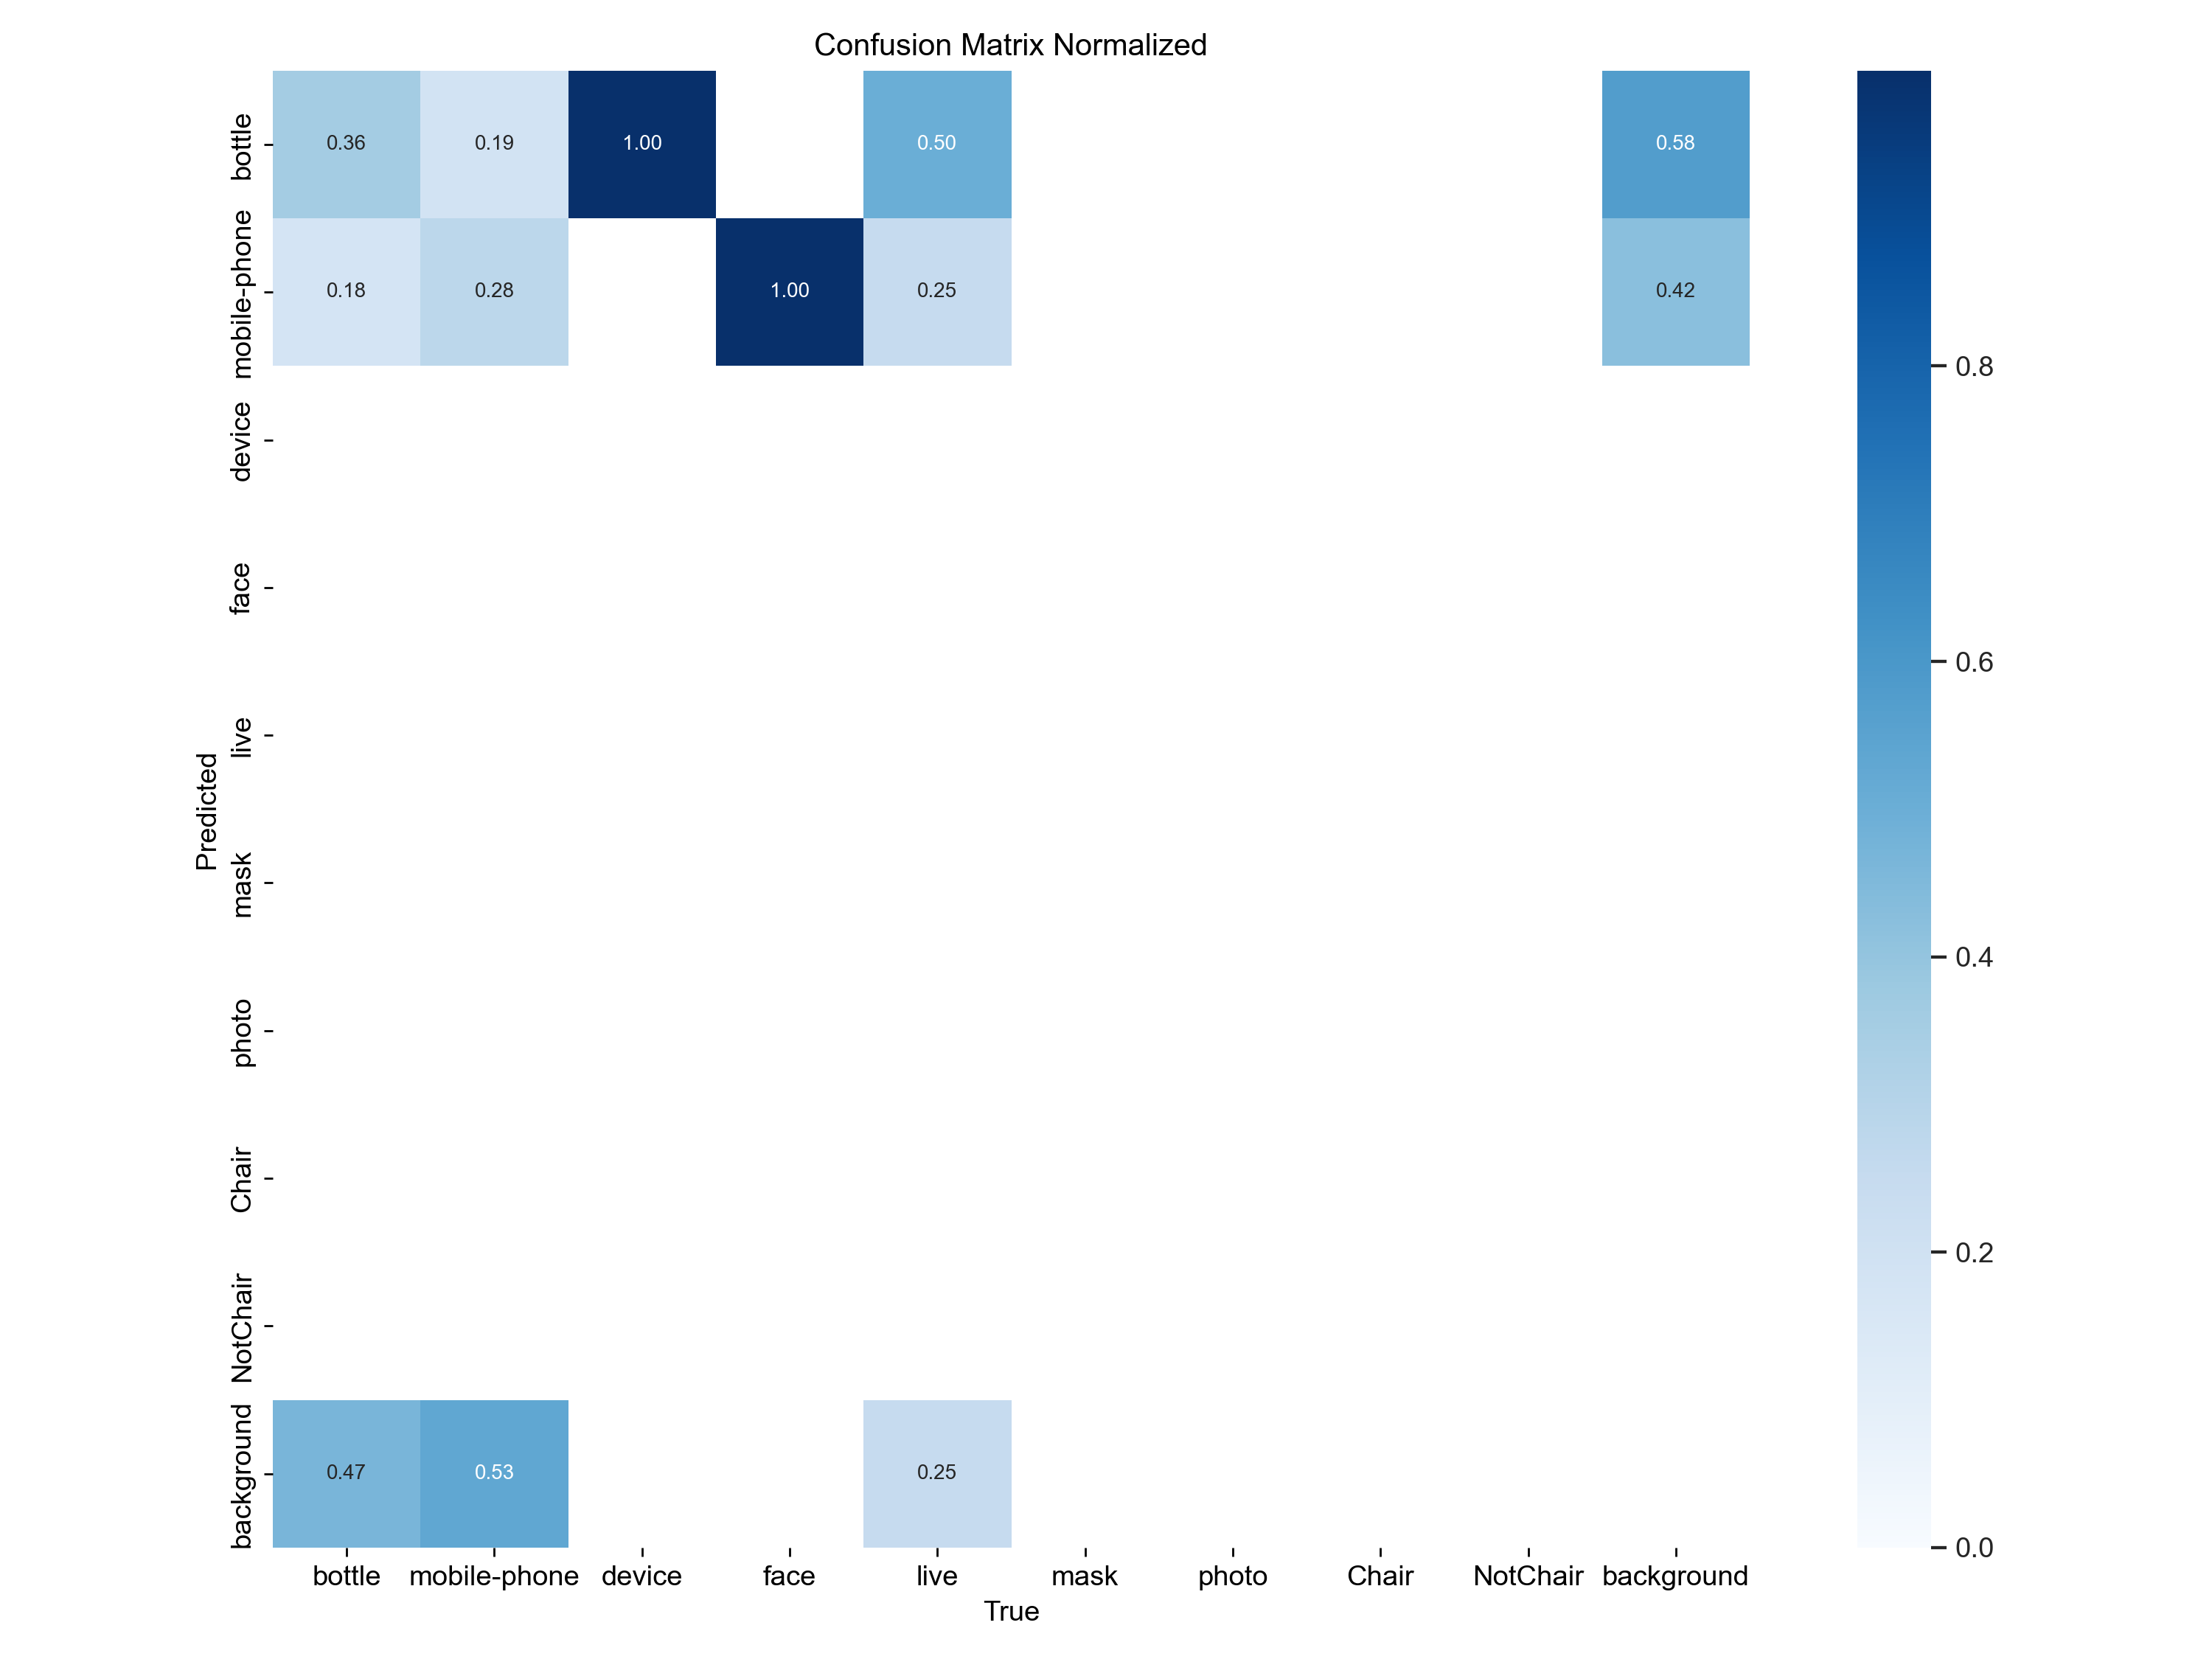 Confusion Matrix Normalized
bottle
0.36 0.19 1.00 0.50 0.58
mobile-phone
0.18 0.28 1.00 0.25 0.42
device
face
live
mask
photo
Chair
NotChair
background
0.47 0.53 0.25
Predicted
bottle mobile-phone device face live mask photo Chair NotChair background
True
0.8
0.6
0.4
0.2
0.0